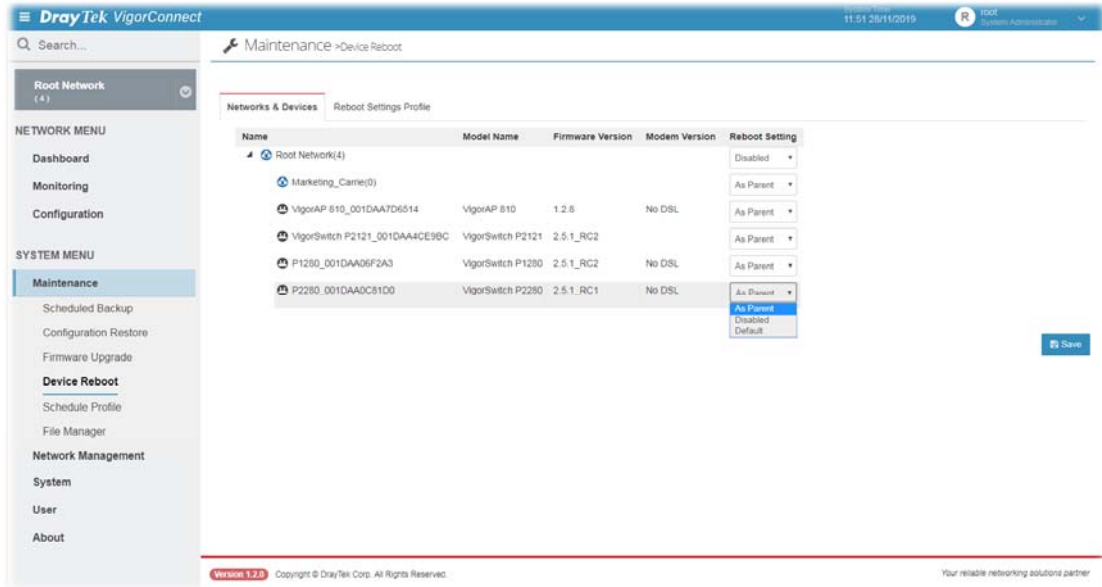 DrayTek VigorConnect
System Time
11:51 28/11/2019
R
root
System Administrator
Search...
Maintenance >Device Reboot
Root Network
(4)
Networks & Devices Reboot Settings Profile
NETWORK MENU
Dashboard
Monitoring
Configuration
SYSTEM MENU
Maintenance
Scheduled Backup
Configuration Restore
Firmware Upgrade
Device Reboot
Schedule Profile
File Manager
Network Management
System
User
About
Name Model Name Firmware Version Modem Version Reboot Setting
Root Network(4) Disabled
Marketing_Carrie(0) As Parent
VigorAP 810_001DAA7D6514 VigorAP 810 1.2.6 No DSL As Parent
VigorSwitch P2121_001DAA4CE9BC VigorSwitch P2121 2.5.1_RC2 As Parent
P1280_001DAA06F2A3 VigorSwitch P1280 2.5.1_RC2 No DSL As Parent
P2280_001DAA0C81D0 VigorSwitch P2280 2.5.1_RC1 No DSL As Parent
As Parent
Disabled
Default
Save
Version 1.2.0 Copyright © DrayTek Corp. All Rights Reserved.
Your reliable networking solutions partner